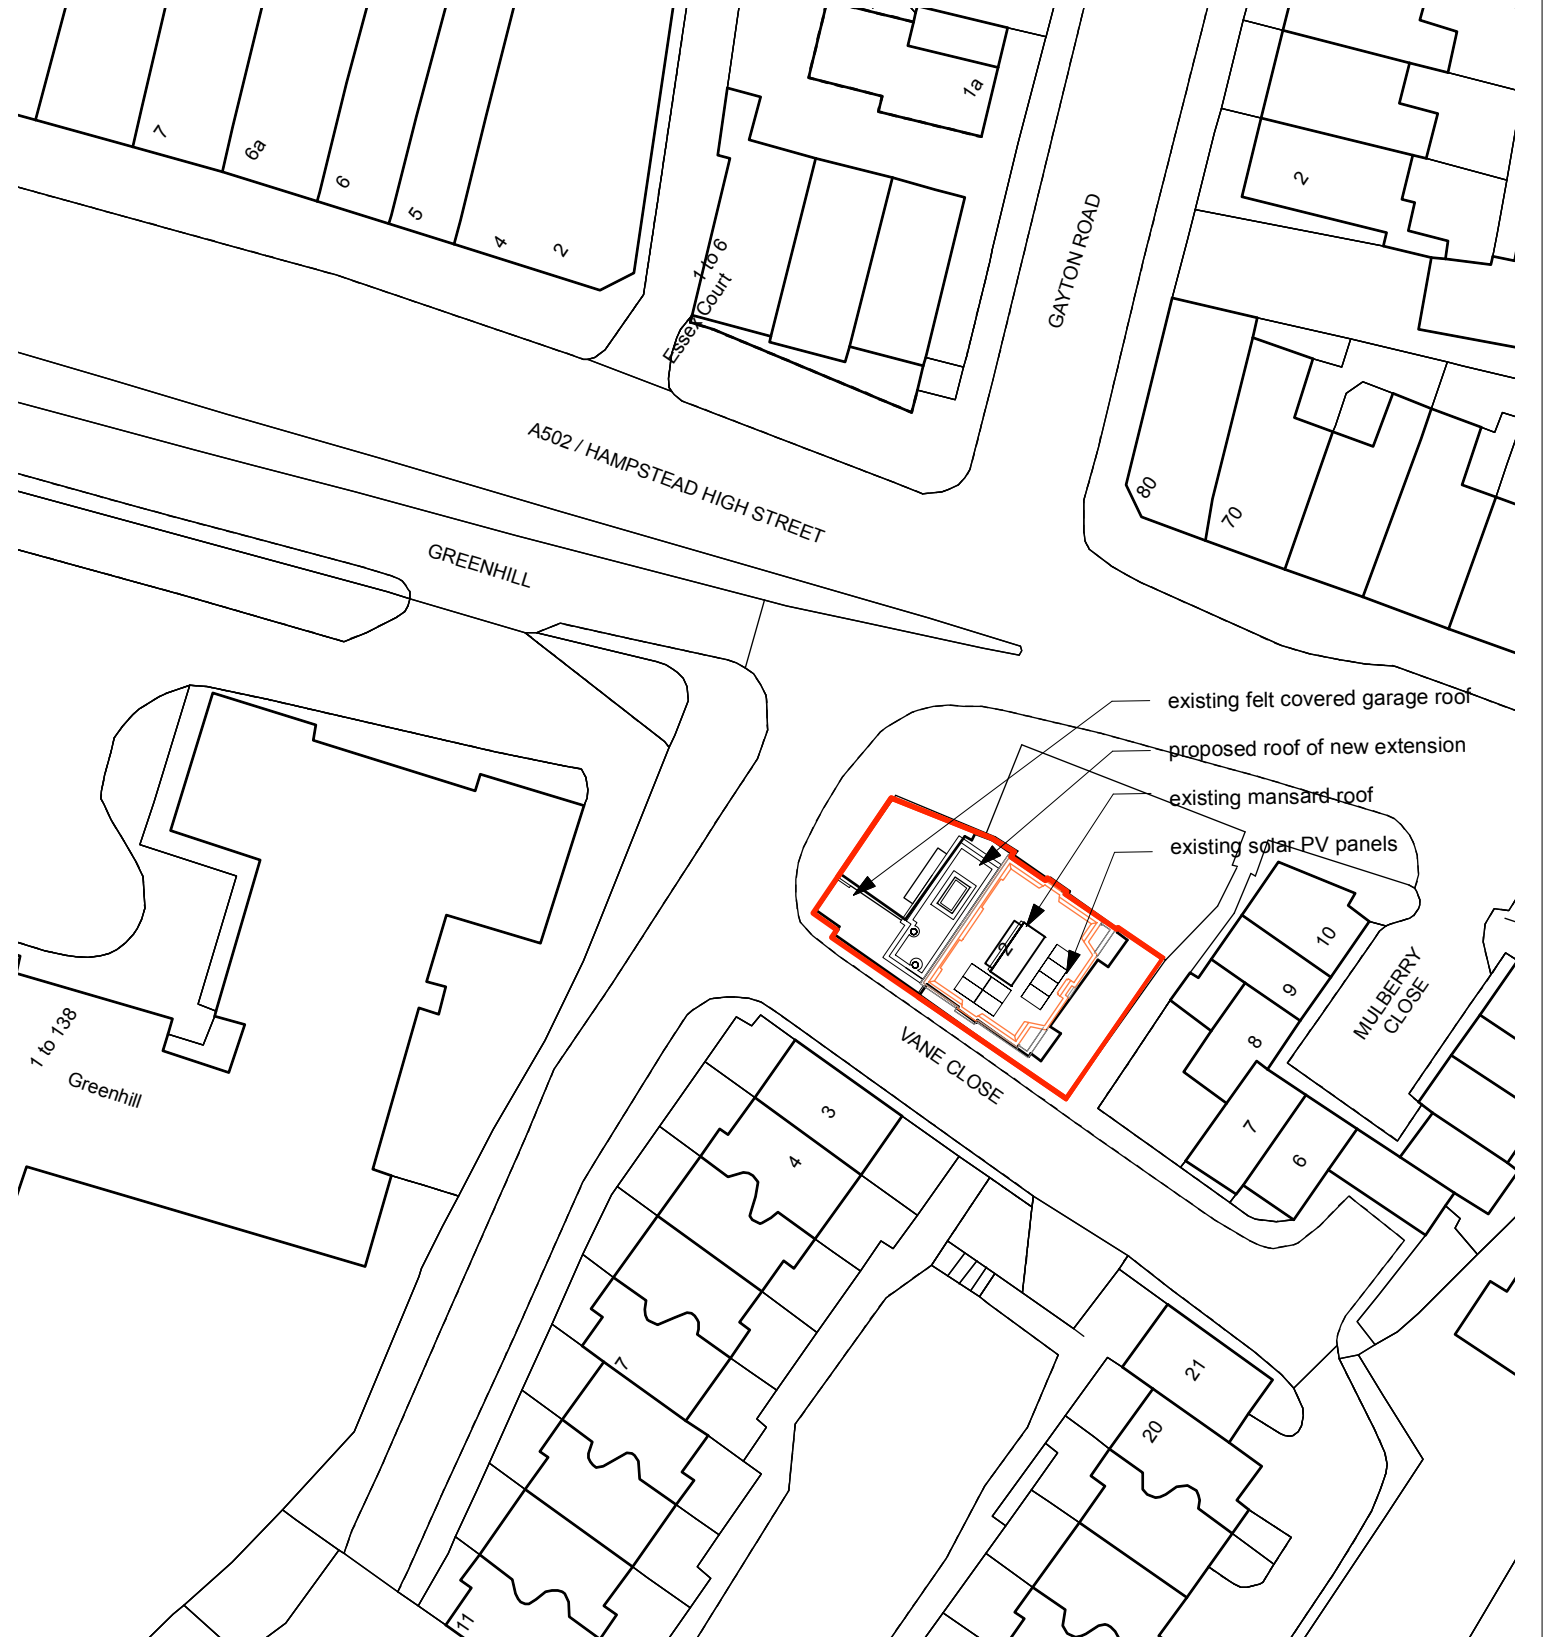 1a
7
6a
6
5
4
2
2
1 to 6
Essex Court
GAYTON ROAD
80
70
A502 / HAMPSTEAD HIGH STREET
GREENHILL
existing felt covered garage roof
proposed roof of new extension
existing mansard roof
existing solar PV panels
2
10
9
8
7
6
MULBERRY
CLOSE
VANE CLOSE
1 to 138
Greenhill
3
4
7
21
20
11